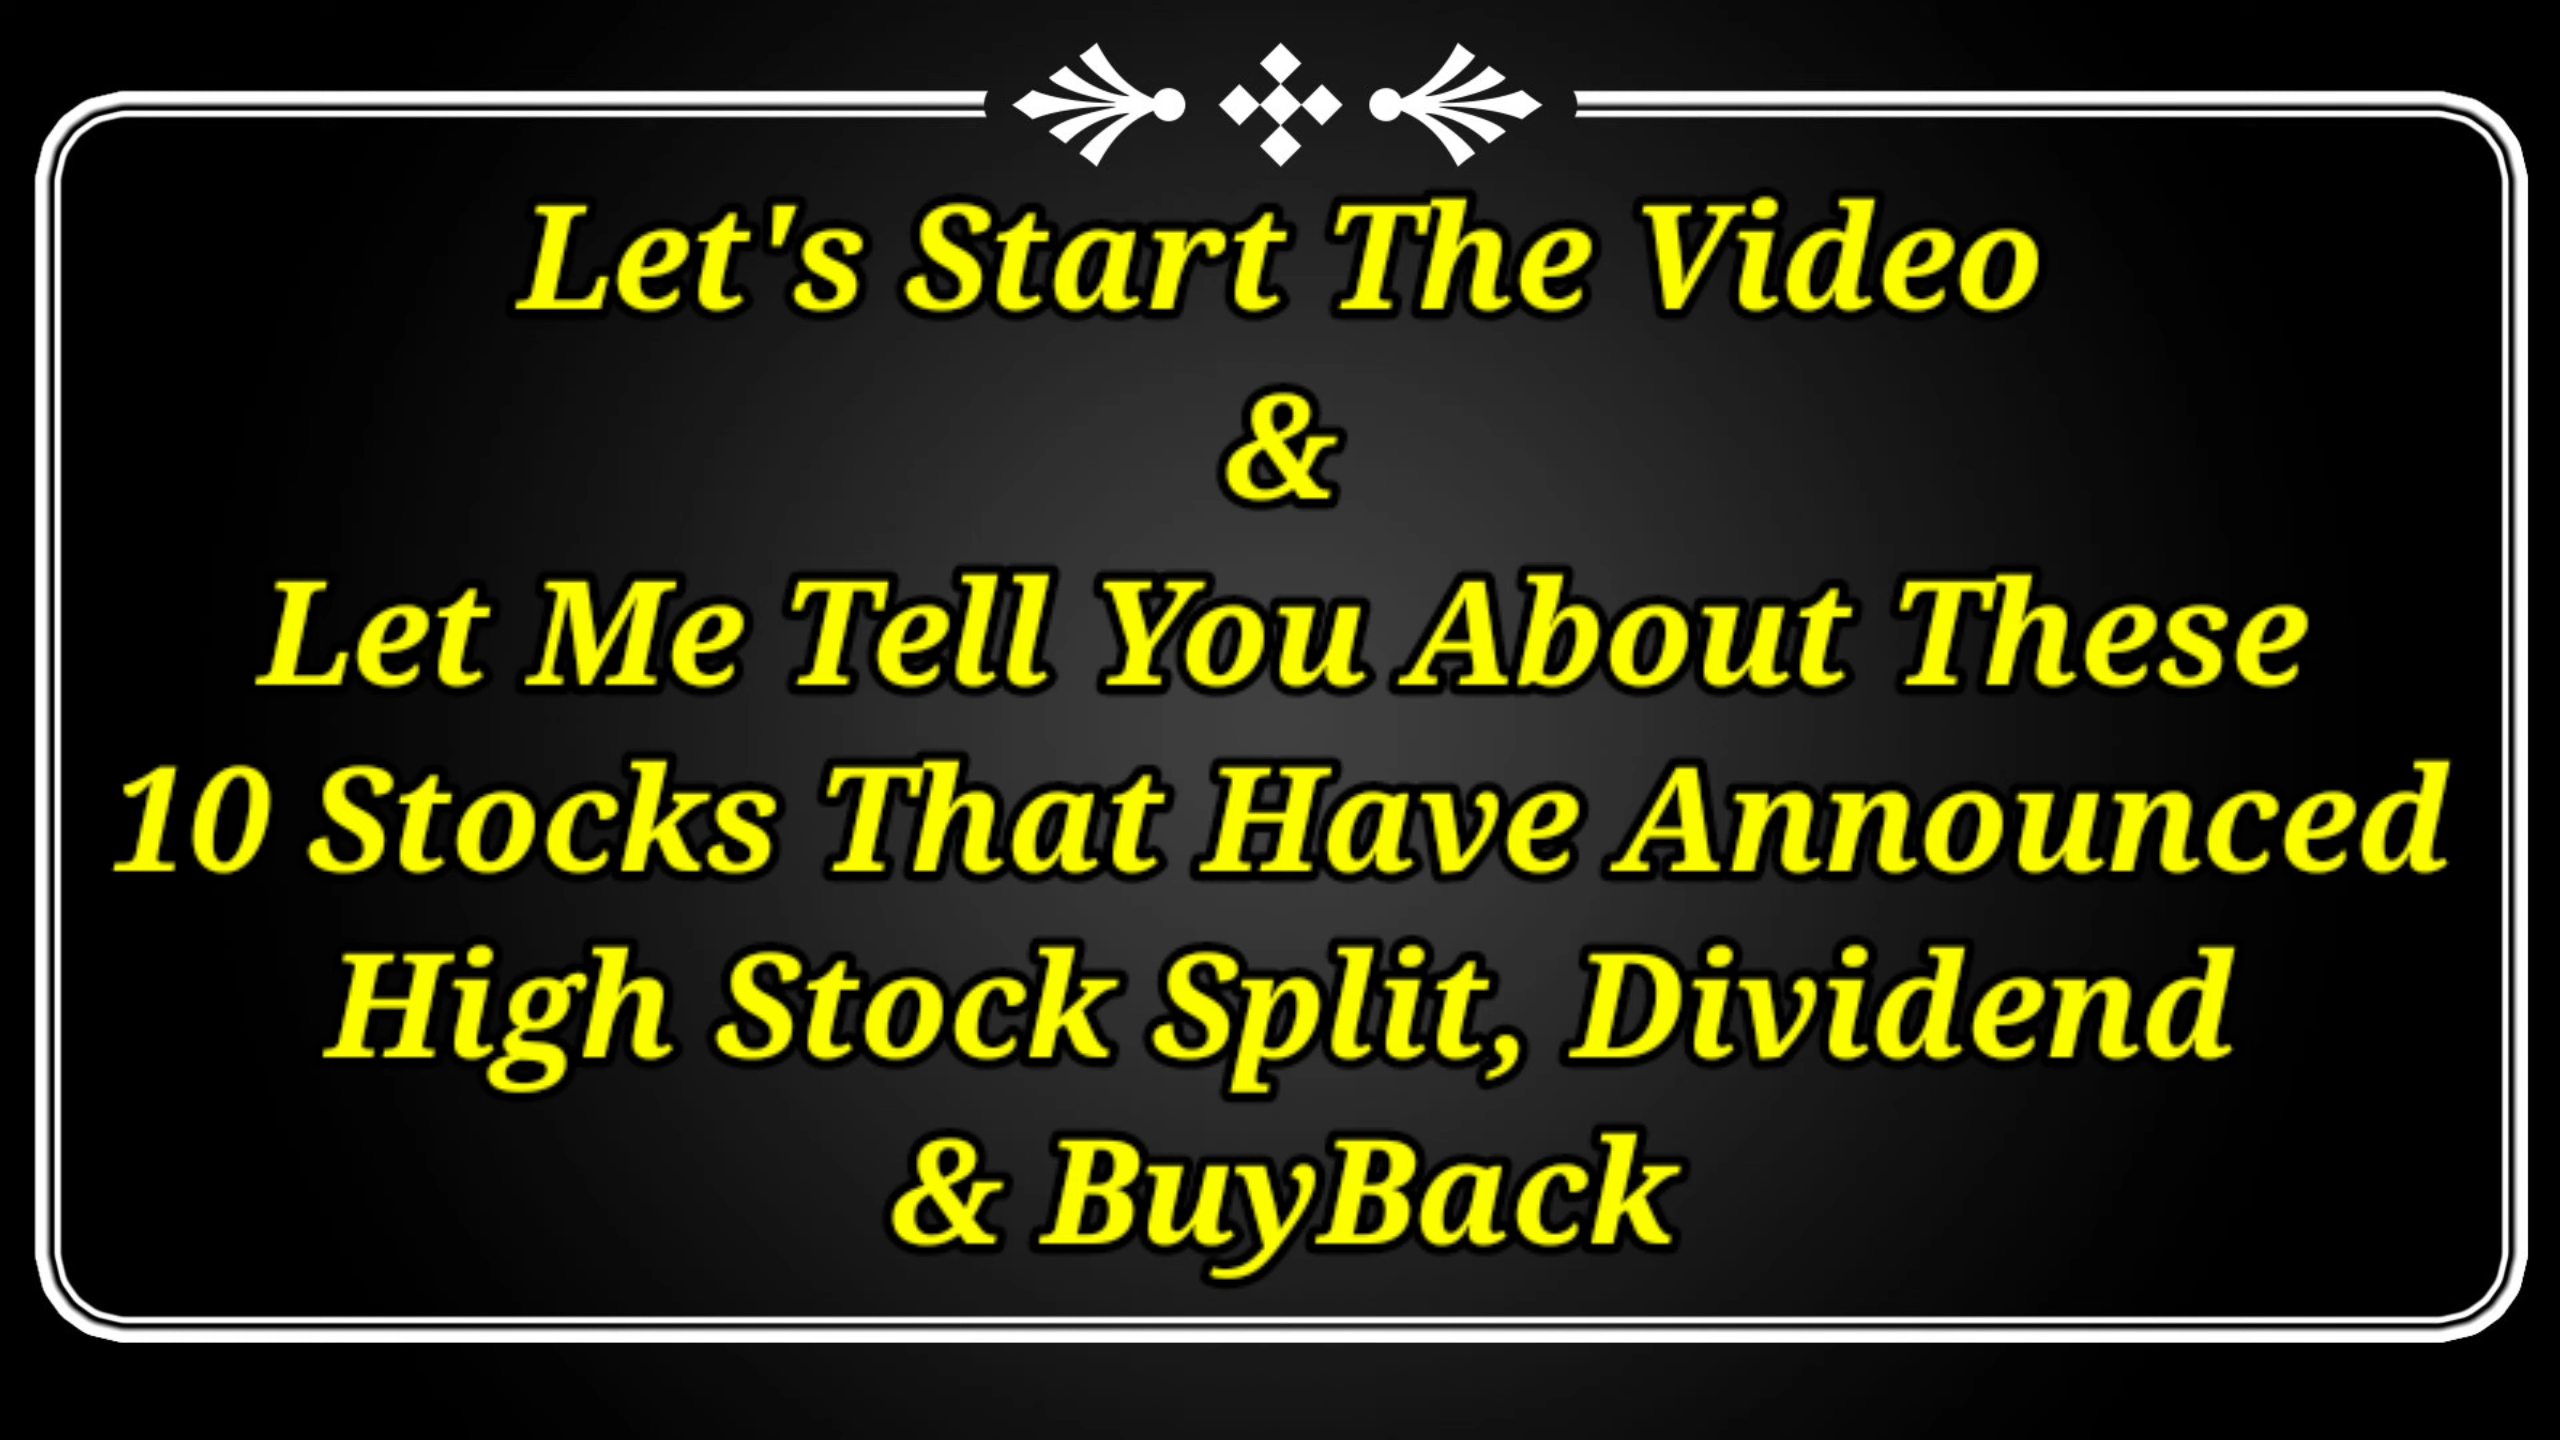 Let's Start The Video
&
Let Me Tell You About These
10 Stocks That Have Announced
High Stock Split, Dividend
& BuyBack